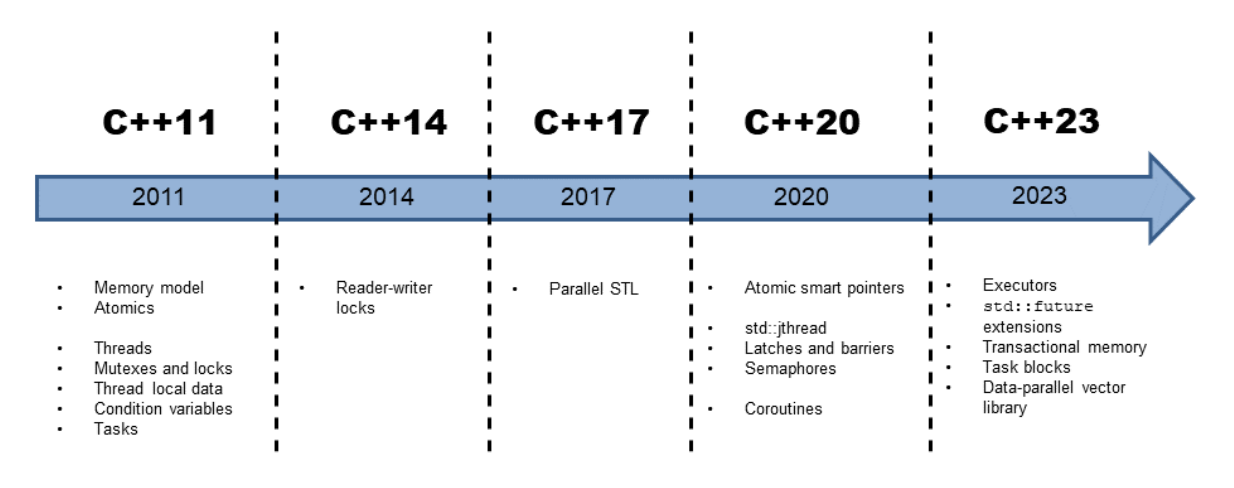 C++11
C++14
C++17
C++20
C++23
2011
2014
2017
2020
2023
• Memory model
• Atomics
• Threads
• Mutexes and locks
• Thread local data
• Condition variables
• Tasks
• Reader-writer
locks
• Parallel STL
• Atomic smart pointers
• std::jthread
• Latches and barriers
• Semaphores
• Coroutines
• Executors
• std::future
extensions
• Transactional memory
• Task blocks
• Data-parallel vector
library